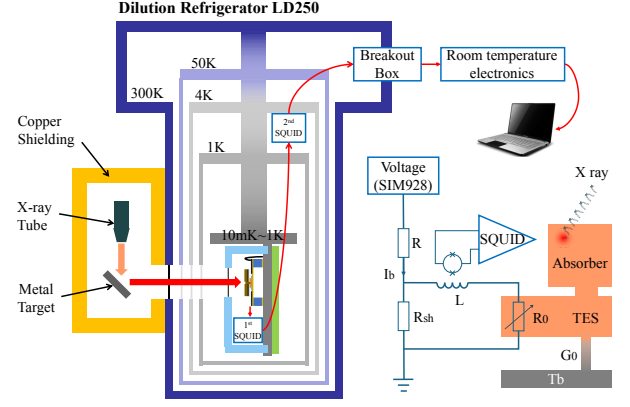 Dilution Refrigerator LD250
50K
300K
4K
1K
10mK~1K
2nd
SQUID
1st
SQUID
Breakout
Box
Room temperature
electronics
Copper
Shielding
X-ray
Tube
Metal
Target
Voltage
(SIM928)
R
Ib
Rsh
L
SQUID
X ray
Absorber
R0
TES
G0
Tb